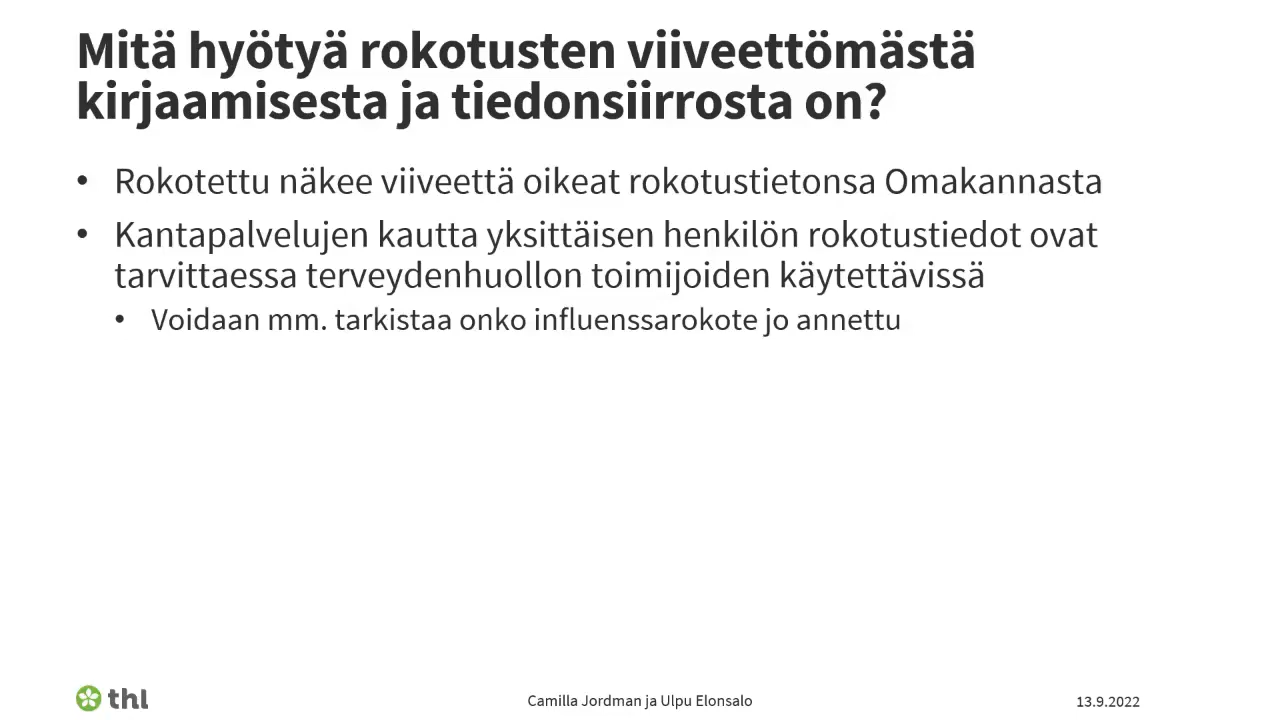 Mitä hyötyä rokotusten viiveettömästä
kirjaamisesta ja tiedonsiirrosta on?
• Rokotettu näkee viiveettä oikeat rokotustietonsa Omakannasta
• Kantapalvelujen kautta yksittäisen henkilön rokotustiedot ovat
tarvittaessa terveydenhuollon toimijoiden käytettävissä
• Voidaan mm. tarkistaa onko influenssarokote jo annettu
thl
Camilla Jordman ja Ulpu Elonsalo
13.9.2022